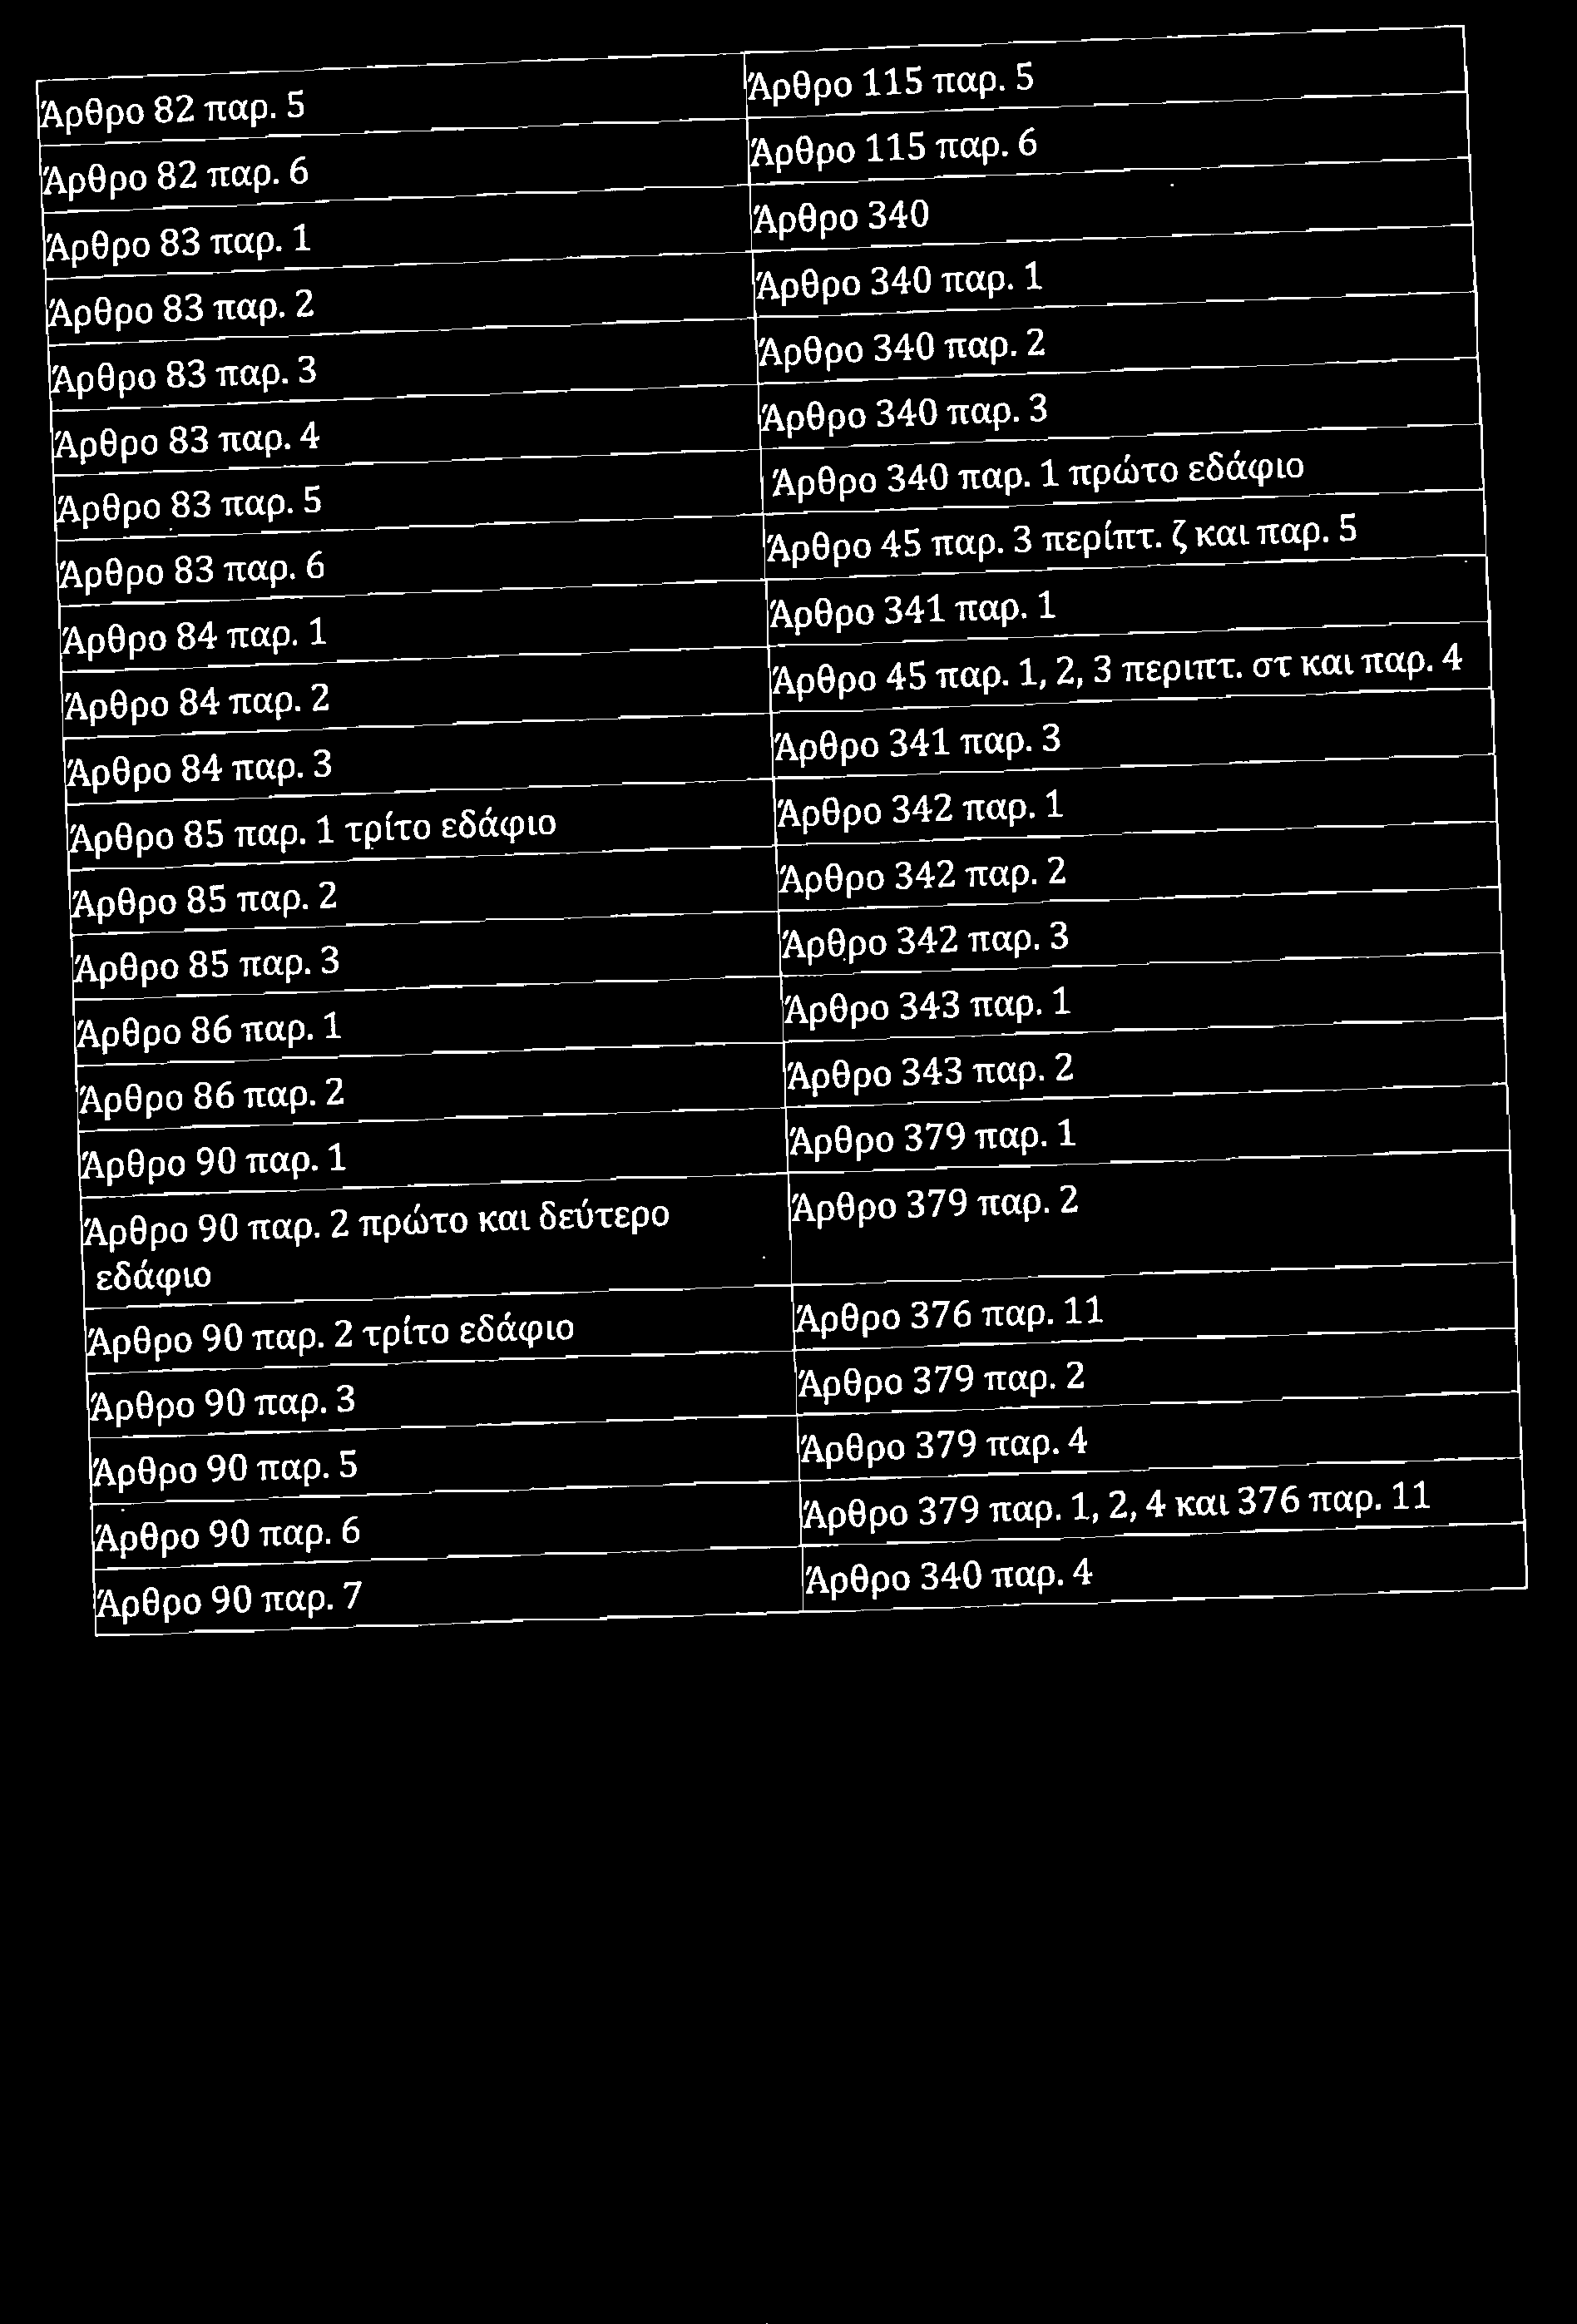 Άρθρο 82 παρ. 5 Άρθρο 115 παρ. 5
Άρθρο 82 παρ. 6 Άρθρο 115 παρ. 6
Άρθρο 83 παρ. 1 Άρθρο 340
Άρθρο 83 παρ. 2 Άρθρο 340 παρ. 1
Άρθρο 83 παρ. 3 Άρθρο 340 παρ. 2
Άρθρο 83 παρ. 4 Άρθρο 340 παρ. 3
Άρθρο 83 παρ. 5 Άρθρο 340 παρ. 1 πρώτο εδάφιο
Άρθρο 83 παρ. 6 Άρθρο 45 παρ. 3 περίπτ. ζ και παρ. 5
Άρθρο 84 παρ. 1 Άρθρο 341 παρ. 1
Άρθρο 84 παρ. 2 Άρθρο 45 παρ. 1, 2, 3 περιπτ. στ και παρ. 4
Άρθρο 84 παρ. 3 Άρθρο 341 παρ. 3
Άρθρο 85 παρ. 1 τρίτο εδάφιο Άρθρο 342 παρ. 1
Άρθρο 85 παρ. 2 Άρθρο 342 παρ. 2
Άρθρο 85 παρ. 3 Άρθρο 342 παρ. 3
Άρθρο 86 παρ. 1 Άρθρο 343 παρ. 1
Άρθρο 86 παρ. 2 Άρθρο 343 παρ. 2
Άρθρο 90 παρ. 1 Άρθρο 379 παρ. 1
Άρθρο 90 παρ. 2 πρώτο και δεύτερο Άρθρο 379 παρ. 2
εδάφιο
Άρθρο 90 παρ. 2 τρίτο εδάφιο Άρθρο 376 παρ. 11
Άρθρο 90 παρ. 3 Άρθρο 379 παρ. 2
Άρθρο 90 παρ. 5 Άρθρο 379 παρ. 4
Άρθρο 90 παρ. 6 Άρθρο 379 παρ. 1, 2, 4 και 376 παρ. 11
Άρθρο 90 παρ. 7 Άρθρο 340 παρ. 4